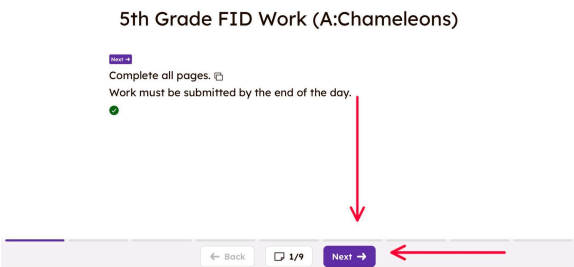 5th Grade FID Work (A:Chameleons)
Next →
Complete all pages.
Work must be submitted by the end of the day.
← Back
1/9
Next →